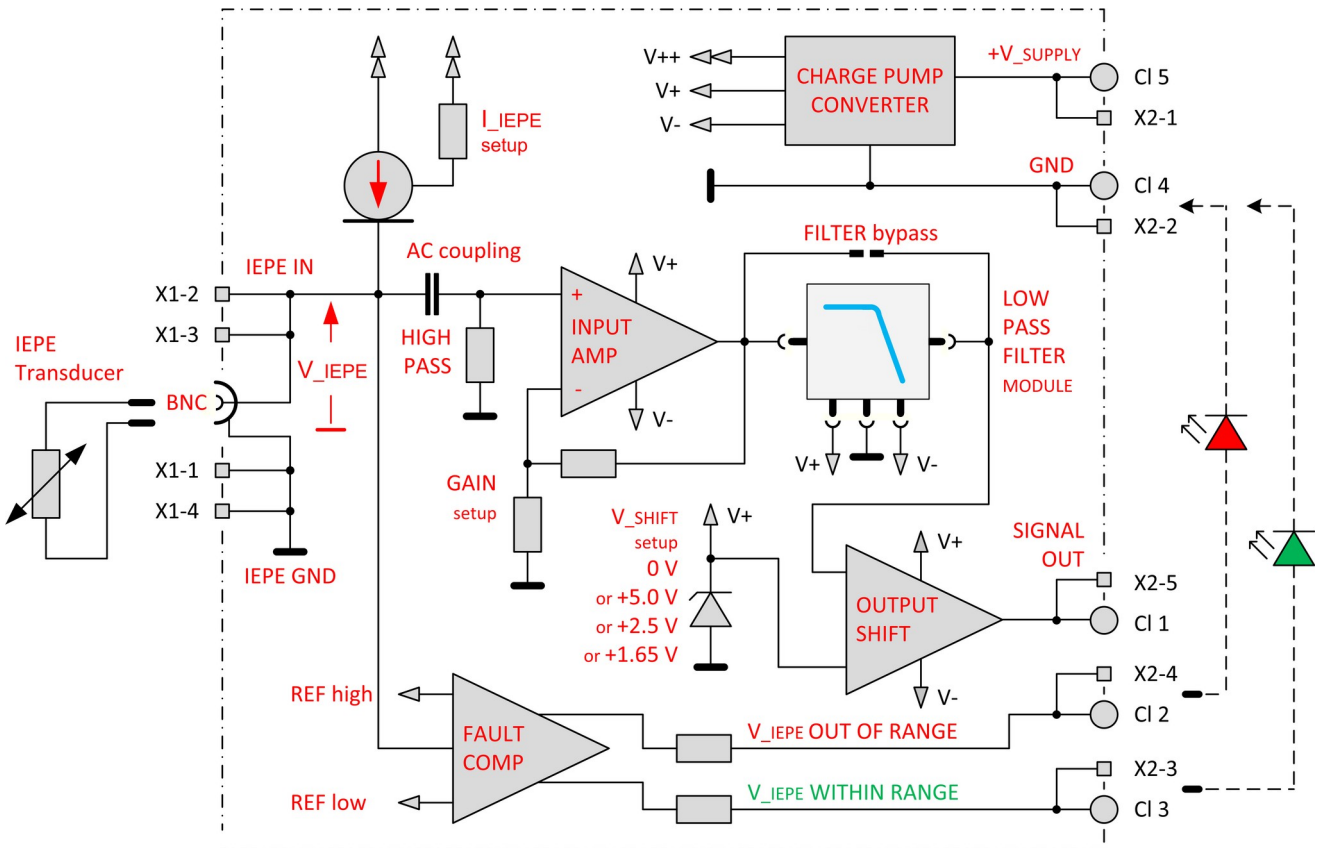 V++
V+
V-
CHARGE PUMP
CONVERTER
+V_SUPPLY
Cl 5
X2-1
GND
Cl 4
X2-2
I_IEPE
setup
IEPE IN
AC coupling
HIGH
PASS
V_IEPE
X1-2
X1-3
IEPE
Transducer
BNC
X1-1
X1-4
IEPE GND
+
INPUT
AMP
-
V+
V-
GAIN
setup
FILTER bypass
LOW
PASS
FILTER
MODULE
V+
V-
V_SHIFT
setup
0 V
or +5.0 V
or +2.5 V
or +1.65 V
V+
OUTPUT
SHIFT
V+
V-
SIGNAL
OUT
X2-5
Cl 1
X2-4
Cl 2
X2-3
Cl 3
REF high
FAULT
COMP
REF low
V_IEPE OUT OF RANGE
V_IEPE WITHIN RANGE